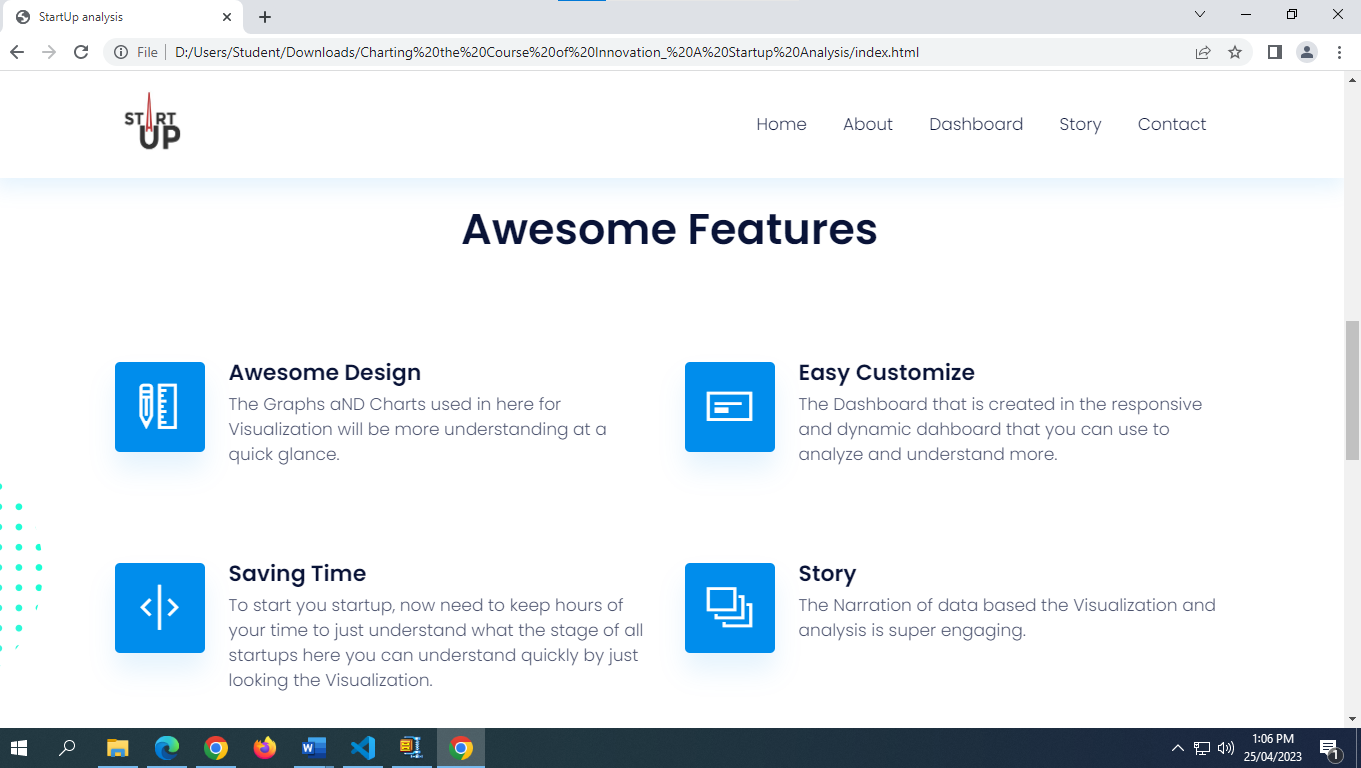 StartUp analysis
File
D:/Users/Student/Downloads/Charting%20the%20Course%20of%20Innovation_%20A%20Startup%20Analysis/index.html
START
UP
Home About Dashboard Story Contact
Awesome Features
Awesome Design
The Graphs aND Charts used in here for
Visualization will be more understanding at a
quick glance.
Easy Customize
The Dashboard that is created in the responsive
and dynamic dahboard that you can use to
analyze and understand more.
Saving Time
To start you startup, now need to keep hours of
your time to just understand what the stage of all
startups here you can understand quickly by just
looking the Visualization.
Story
The Narration of data based the Visualization and
analysis is super engaging.
1:06 PM
25/04/2023
1